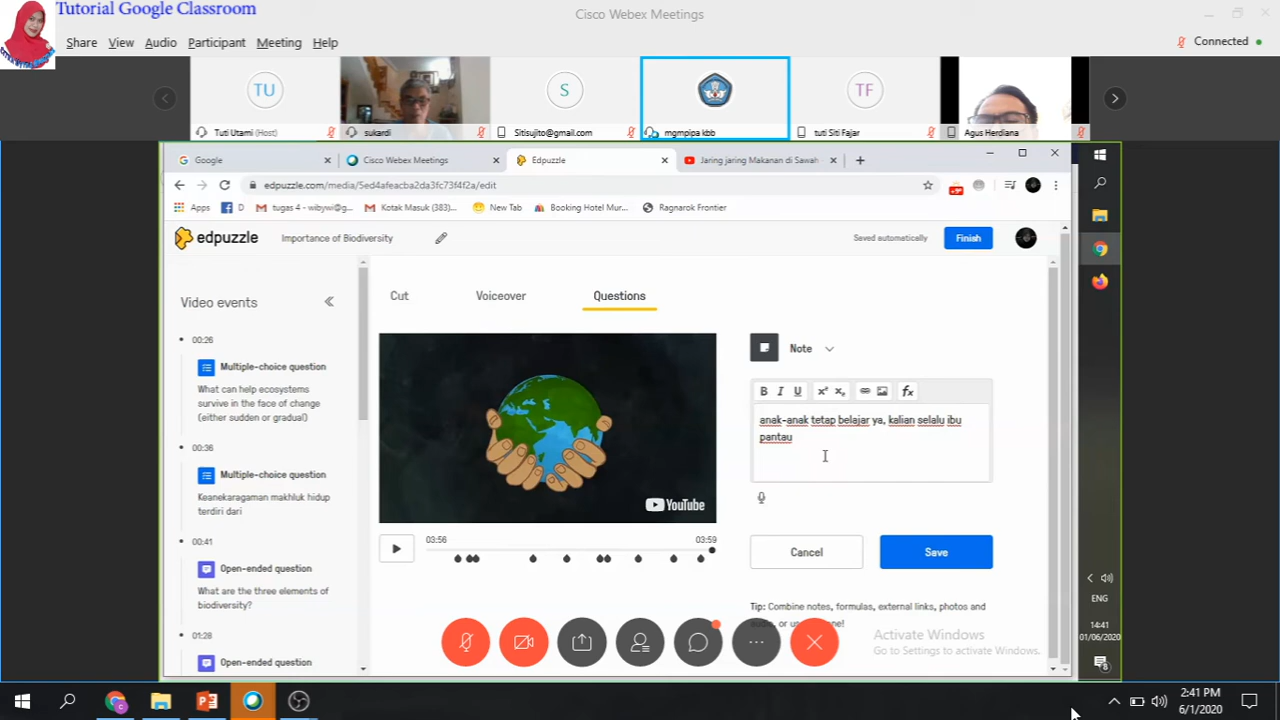 Tutorial Google Classroom
Cisco Webex Meetings
Share View Audio Participant Meeting Help
Connected
TU
S
TF
Tuti Utami (Host)
sukardi
Sitisujito@gmail.com
mgmpipa kbb
tuti Siti Fajar
Agus Herdiana
Google
Cisco Webex Meetings
Edpuzzle
Jaring jaring Makanan di Sawah
edpuzzle.com/media/5ed4afeacba2da3fc73f4f2a/edit
Apps
D
tugas 4 - wibywi@g...
Kotak Masuk (383)...
New Tab
Booking Hotel Mur...
Ragnarok Frontier
edpuzzle
Importance of Biodiversity
Saved automatically
Finish
Video events
Cut
Voiceover
Questions
00:26
Multiple-choice question
What can help ecosystems
survive in the face of change
(either sudden or gradual)
00:36
Multiple-choice question
Keanekaragaman makhluk hidup
terdiri dari
00:41
Open-ended question
What are the three elements of
biodiversity?
01:28
Open-ended question
YouTube
03:56
03:59
Note
B I U x² x₂ fx
anak-anak tetap belajar ya, kalian selalu ibu
pantau
Cancel
Save
Tip: Combine notes, formulas, external links, photos and
Activate Windows
Go to Settings to activate Windows.
ENG
14:41
01/06/2020
8
2:41 PM
6/1/2020